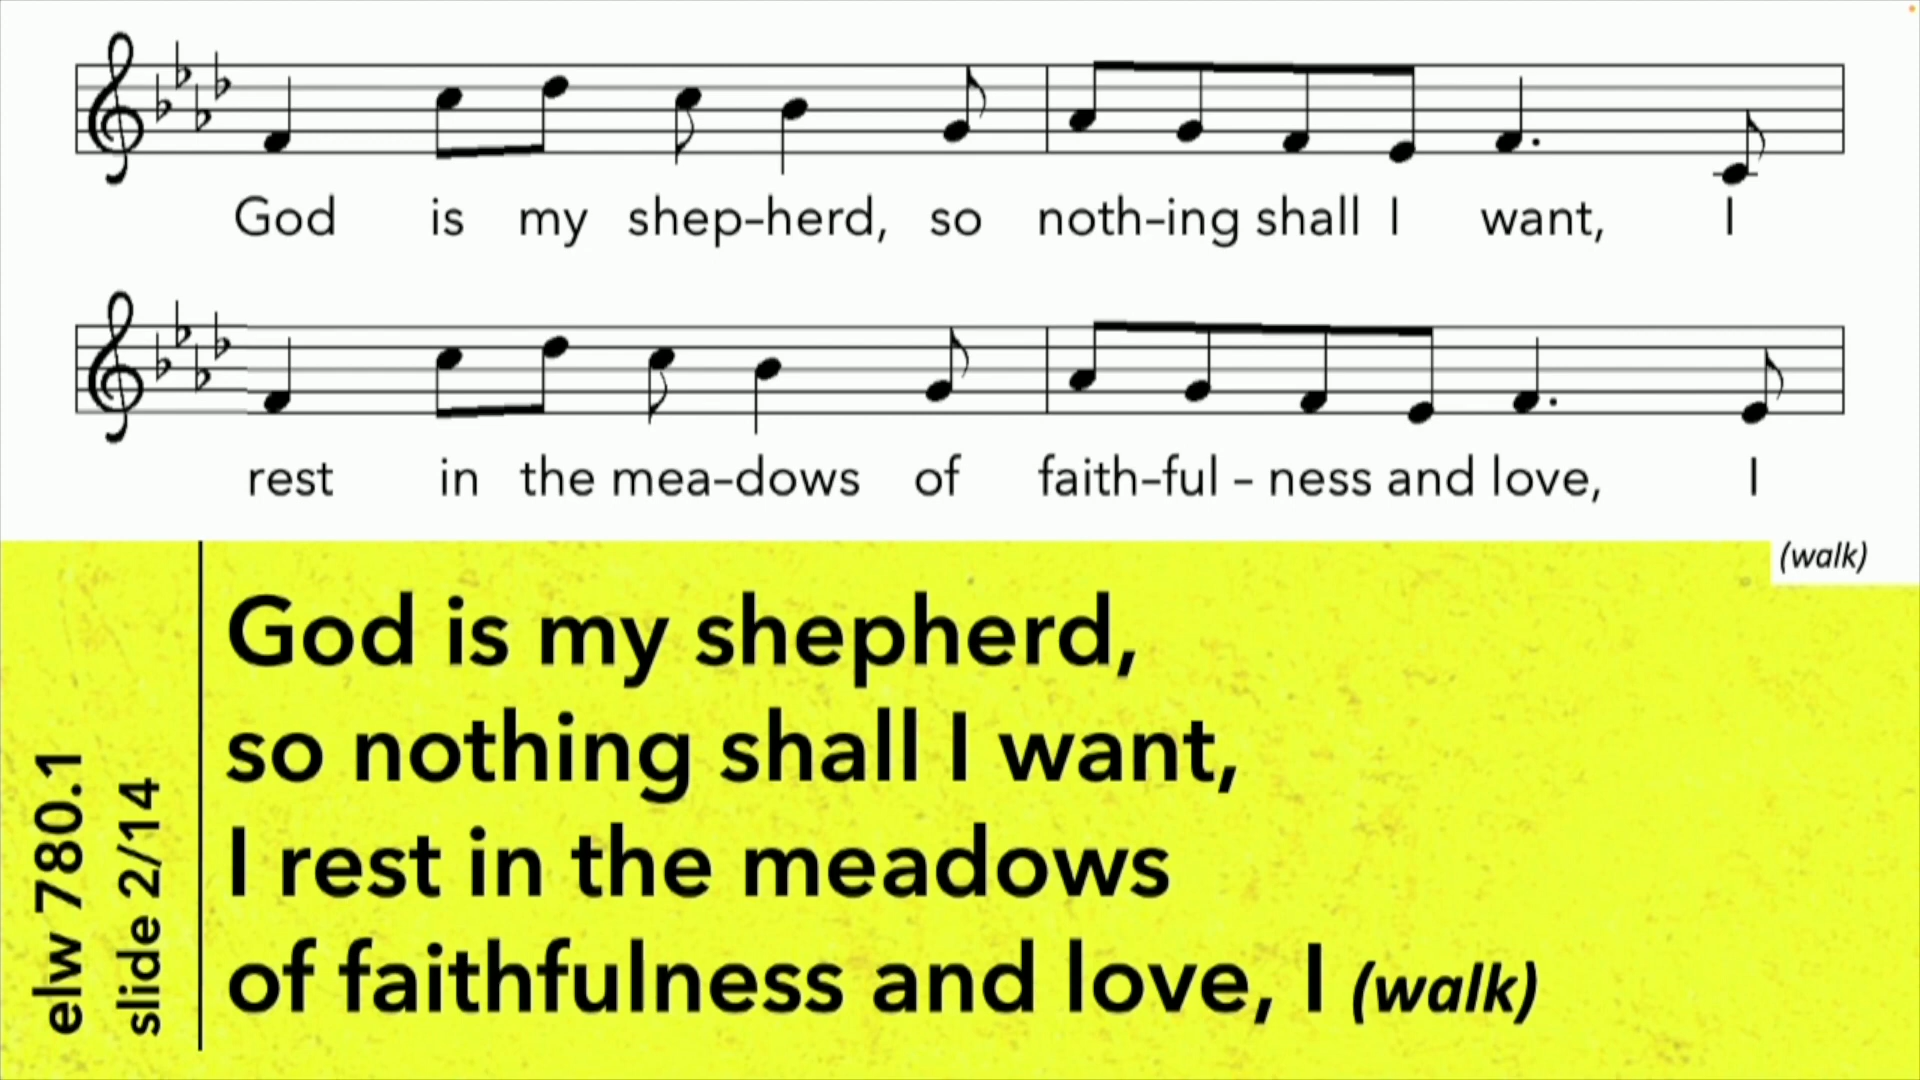 God is my shep-herd, so noth-ing shall I want, I
rest in the mea-dows of faith-ful - ness and love, I
(walk)
God is my shepherd,
so nothing shall I want,
I rest in the meadows
of faithfulness and love, I (walk)
elw 780.1
slide 2/14